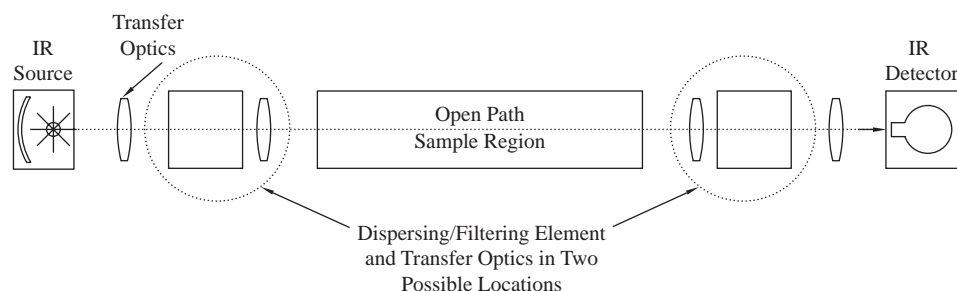 Transfer
Optics
IR
Source
Open Path
Sample Region
IR
Detector
Dispersing/Filtering Element
and Transfer Optics in Two
Possible Locations